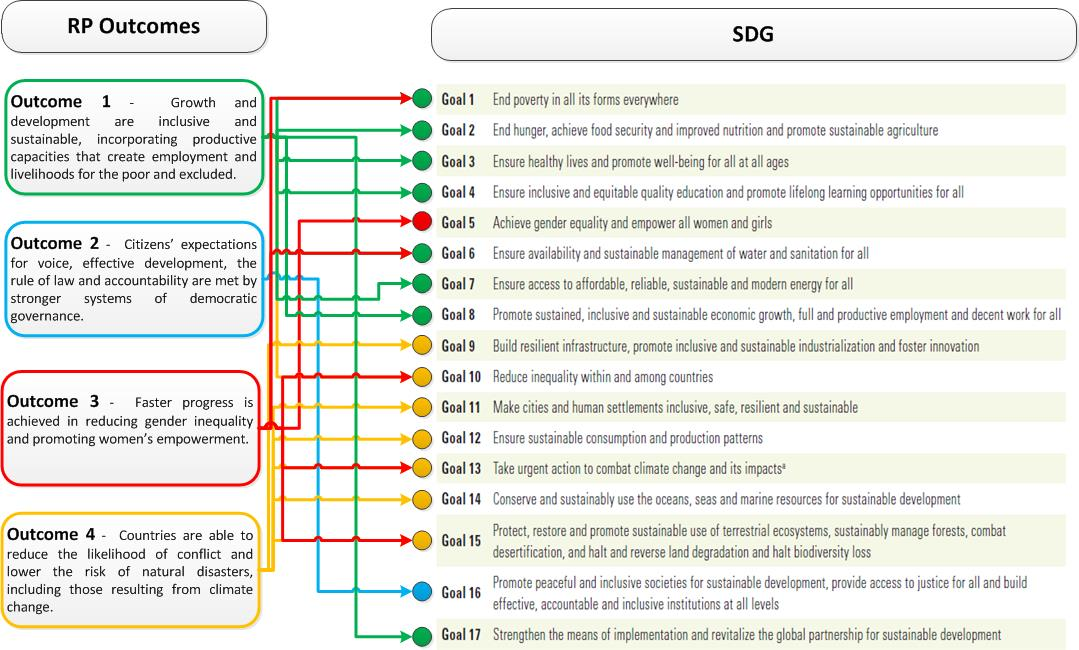 RP Outcomes
SDG
Outcome 1 - Growth and
development are inclusive and
sustainable, incorporating productive
capacities that create employment and
livelihoods for the poor and excluded.
Outcome 2 - Citizens’ expectations
for voice, effective development, the
rule of law and accountability are met by
stronger systems of democratic
governance.
Outcome 3 - Faster progress is
achieved in reducing gender inequality
and promoting women’s empowerment.
Outcome 4 - Countries are able to
reduce the likelihood of conflict and
lower the risk of natural disasters,
including those resulting from climate
change.
Goal 1 End poverty in all its forms everywhere
Goal 2 End hunger, achieve food security and improved nutrition and promote sustainable agriculture
Goal 3 Ensure healthy lives and promote well-being for all at all ages
Goal 4 Ensure inclusive and equitable quality education and promote lifelong learning opportunities for all
Goal 5 Achieve gender equality and empower all women and girls
Goal 6 Ensure availability and sustainable management of water and sanitation for all
Goal 7 Ensure access to affordable, reliable, sustainable and modern energy for all
Goal 8 Promote sustained, inclusive and sustainable economic growth, full and productive employment and decent work for all
Goal 9 Build resilient infrastructure, promote inclusive and sustainable industrialization and foster innovation
Goal 10 Reduce inequality within and among countries
Goal 11 Make cities and human settlements inclusive, safe, resilient and sustainable
Goal 12 Ensure sustainable consumption and production patterns
Goal 13 Take urgent action to combat climate change and its impactsª
Goal 14 Conserve and sustainably use the oceans, seas and marine resources for sustainable development
Goal 15 Protect, restore and promote sustainable use of terrestrial ecosystems, sustainably manage forests, combat
desertification, and halt and reverse land degradation and halt biodiversity loss
Goal 16 Promote peaceful and inclusive societies for sustainable development, provide access to justice for all and build
effective, accountable and inclusive institutions at all levels
Goal 17 Strengthen the means of implementation and revitalize the global partnership for sustainable development